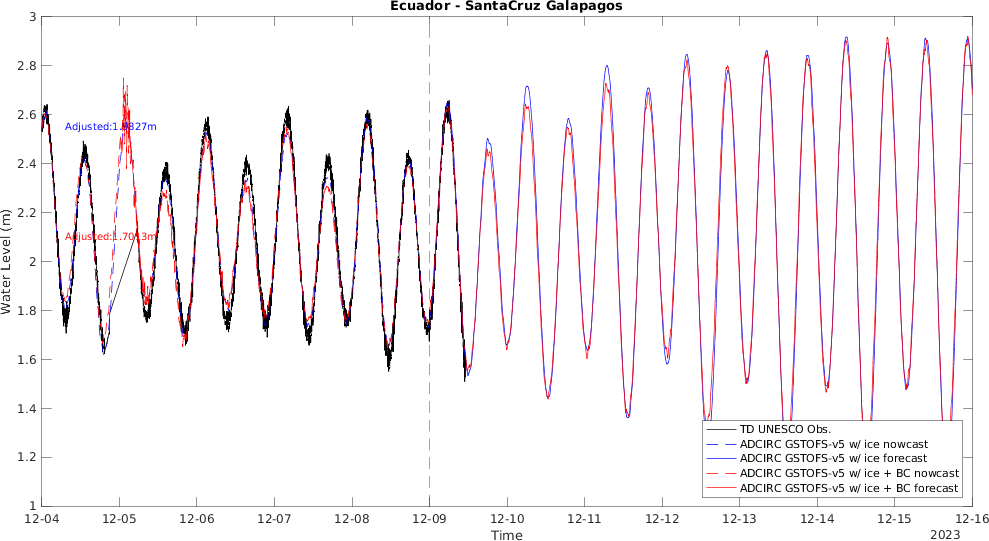 Ecuador - SantaCruz Galapagos
3
2.8
2.6
2.4
2.2
2
1.8
1.6
1.4
1.2
1
Water Level (m)
TD UNESCO Obs.
ADCIRC GSTOFS-v5 w/ ice nowcast
ADCIRC GSTOFS-v5 w/ ice forecast
ADCIRC GSTOFS-v5 w/ ice + BC nowcast
ADCIRC GSTOFS-v5 w/ ice + BC forecast
12-04 12-05 12-06 12-07 12-08 12-09 12-10 12-11 12-12 12-13 12-14 12-15 12-16
Time
2023